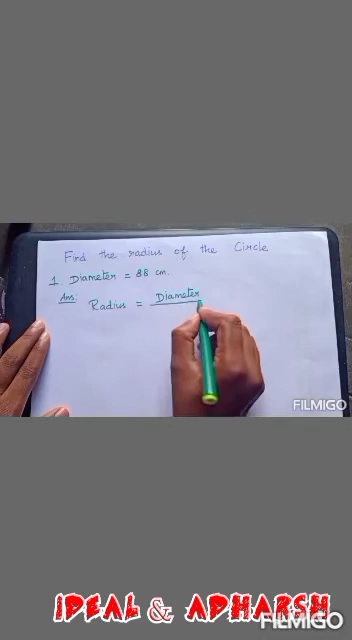 Find the radius of the Circle
1. Diameter = 88 cm.
Ans: Radius = Diameter
FILMIGO
IDEAL & ADHARSH
FILMIGO